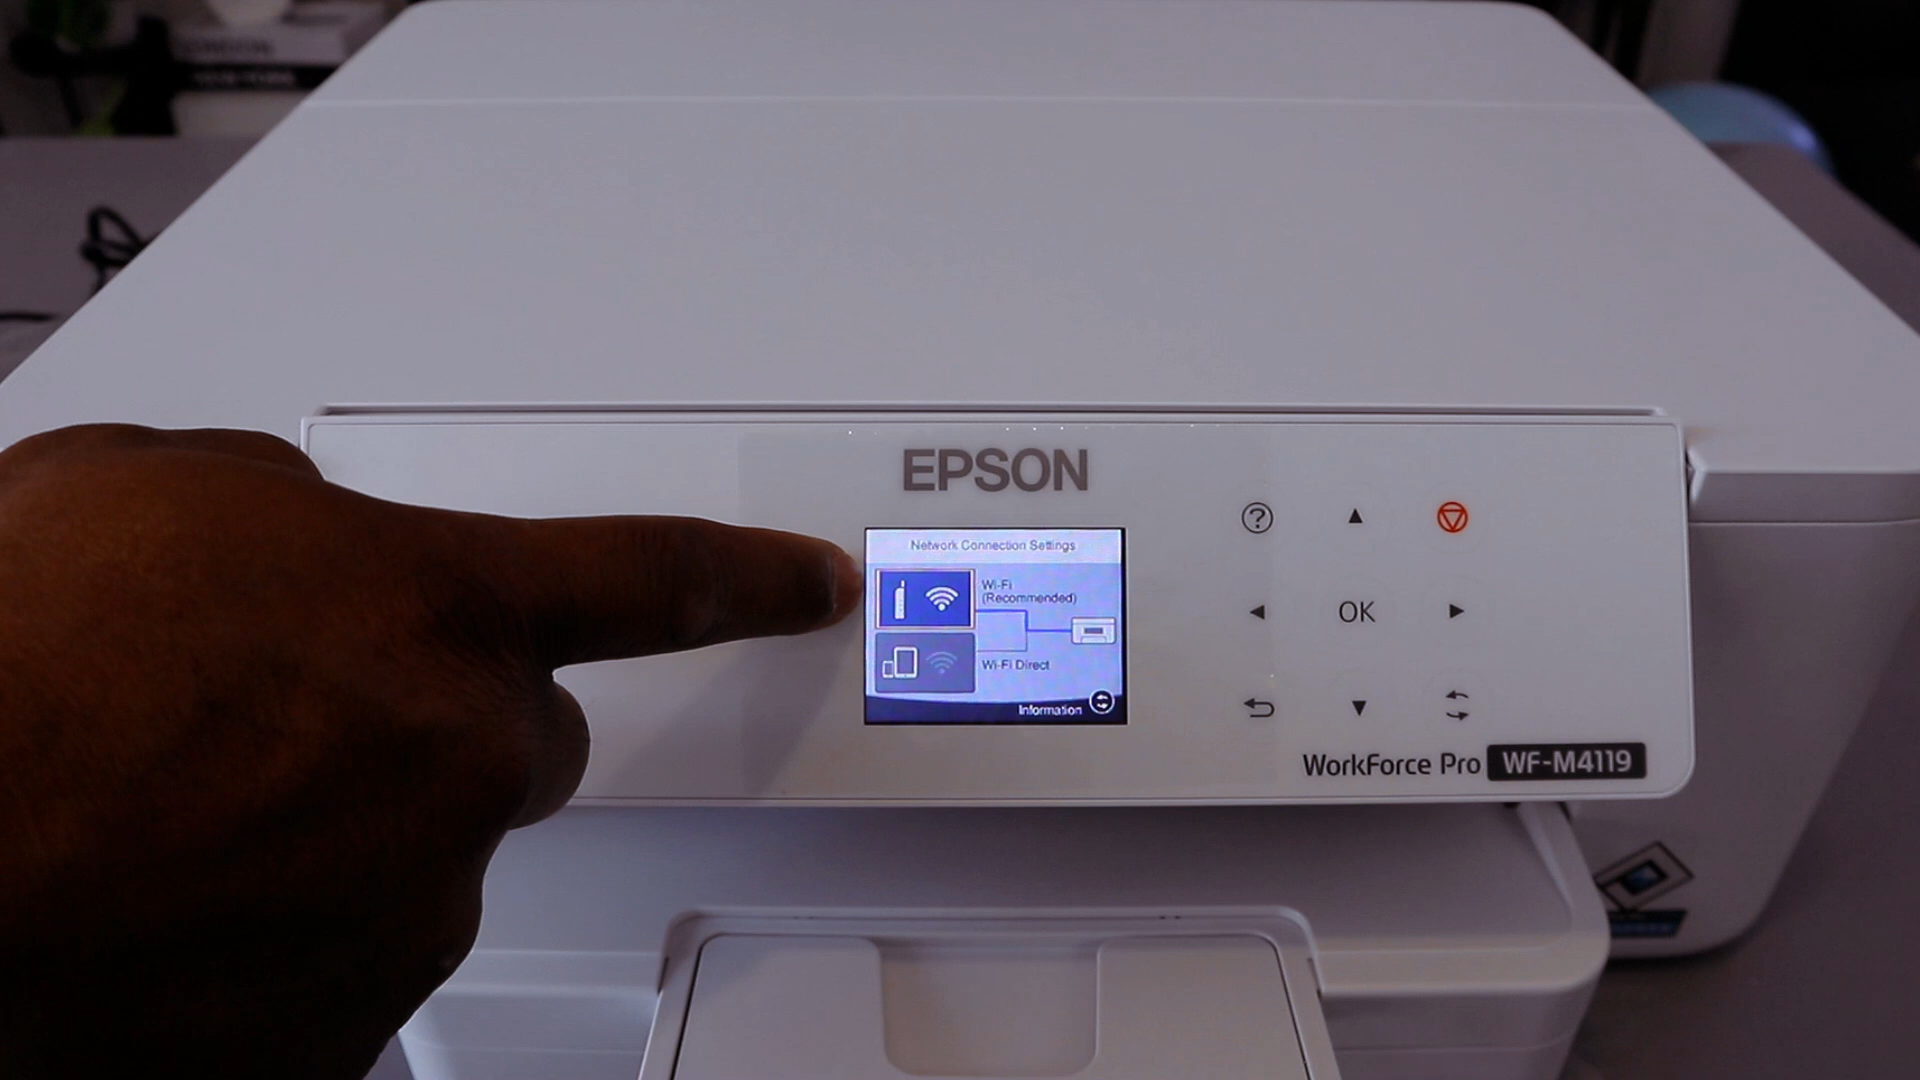 EPSON
Network Connection Settings
Wi-Fi
(Recommended)
Wi-Fi Direct
Information
?
OK
WorkForce Pro WF-M4119